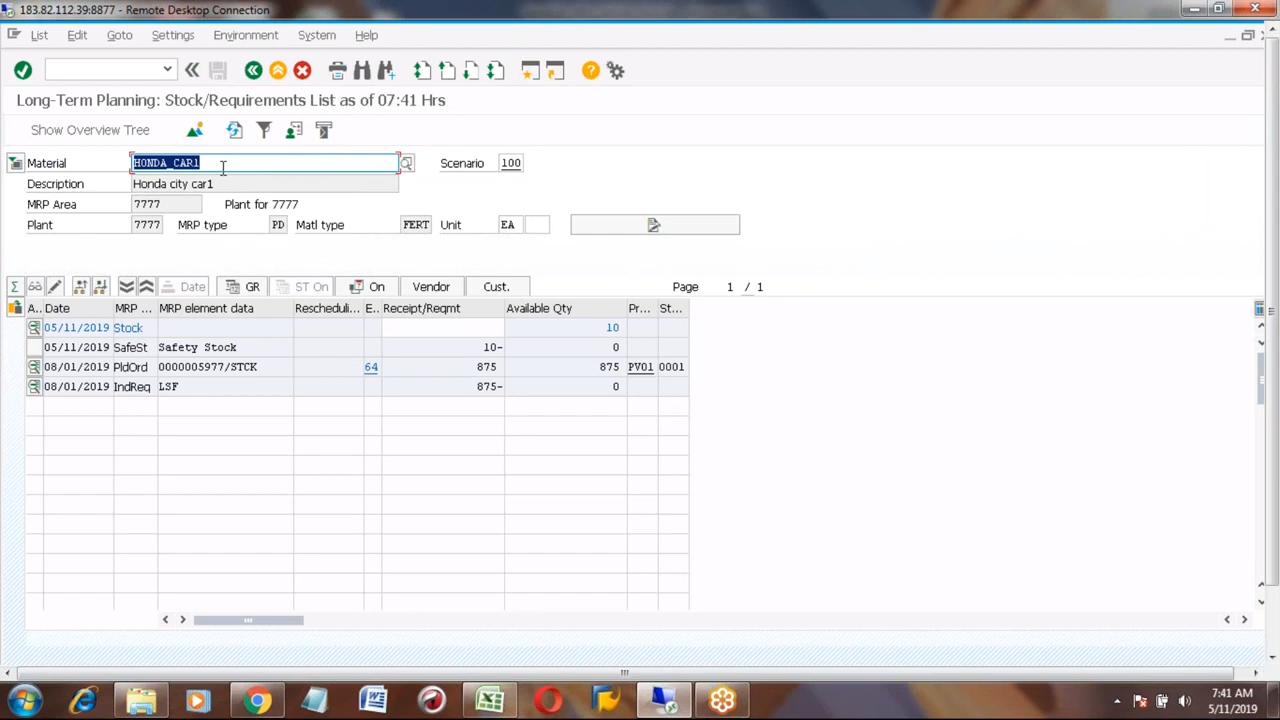 183.82.112.39:8877 - Remote Desktop Connection
List Edit Goto Settings Environment System Help
Long-Term Planning: Stock/Requirements List as of 07:41 Hrs
Show Overview Tree
Material HONDA_CAR1 Scenario 100
Description Honda city car1
MRP Area 7777 Plant for 7777
Plant 7777 MRP type PD Matl type FERT Unit EA
Date GR ST On On Vendor Cust. Page 1 / 1
A.. Date MRP ... MRP element data Rescheduli... E.. Receipt/Reqmt Available Qty Pr... St...
05/11/2019 Stock 10
05/11/2019 SafeSt Safety Stock 10- 0
08/01/2019 PldOrd 0000005977/STCK 64 875 875 PV01 0001
08/01/2019 IndReq LSF 875- 0
7:41 AM
5/11/2019